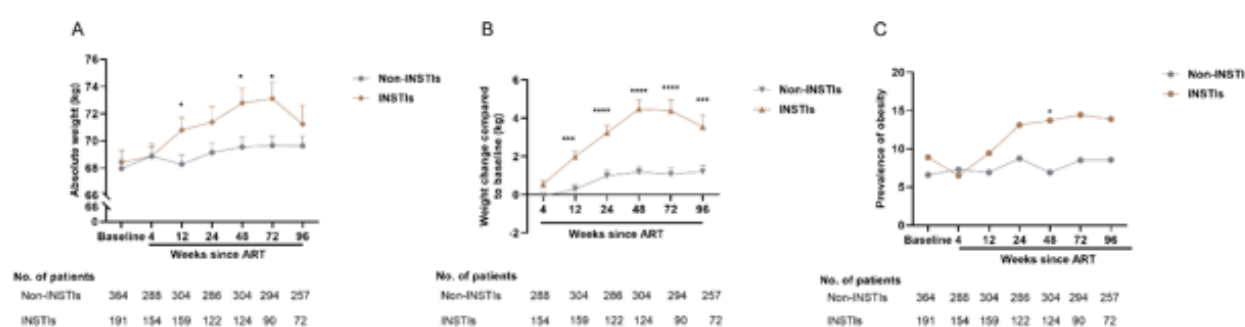 A
Absolute weight (kg)
76
74
72
70
68
66
66
0
* * *
Non-INSTIs
INSTIs
Baseline 4 12 24 48 72 96
Weeks since ART
No. of patients
Non-INSTIs 364 288 304 286 304 294 257
INSTIs 191 154 159 122 124 90 72
B
Weight change compared
to baseline (kg)
6
4
2
0
-2
*** **** **** **** ***
Non-INSTIs
INSTIs
4 12 24 48 72 96
Weeks since ART
No. of patients
Non-INSTIs 288 304 286 304 294 257
INSTIs 154 159 122 124 90 72
C
Prevalence of obesity
20
15
10
5
0
*
Non-INSTI
INSTIs
Baseline 4 12 24 48 72 96
Weeks since ART
No. of patients
Non-INSTIs 364 288 304 286 304 294 257
INSTIs 191 154 159 122 124 90 72